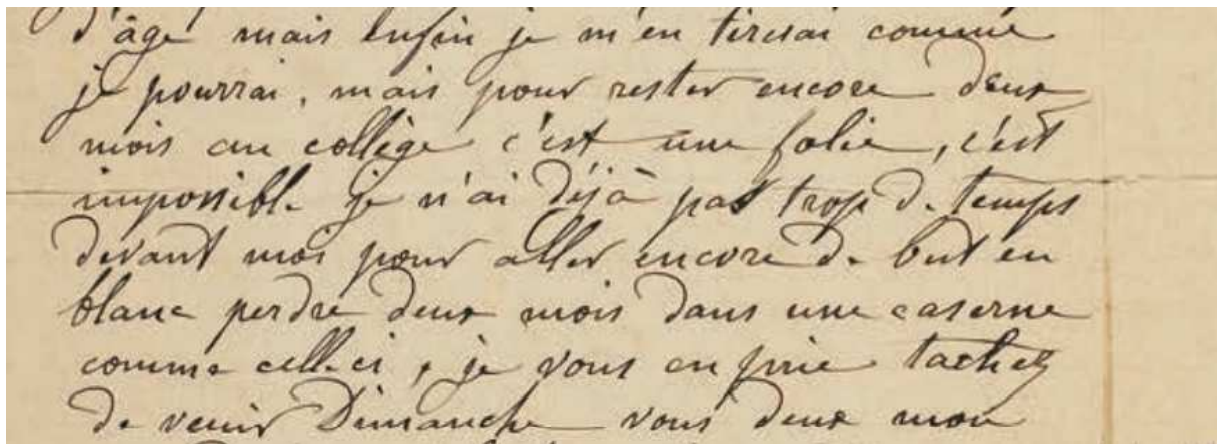 d'âge mais enfin je m'en tirerai comme
je pourrai, mais pour rester encore deux
mois au collège c'est une folie, c'est
impossible je n'ai déjà pas trop de temps
devant moi pour aller encore de but en
blanc perdre deux mois dans une caserne
comme celle ci, je vous en prie tachez
de venir Dimanche vous deux mon